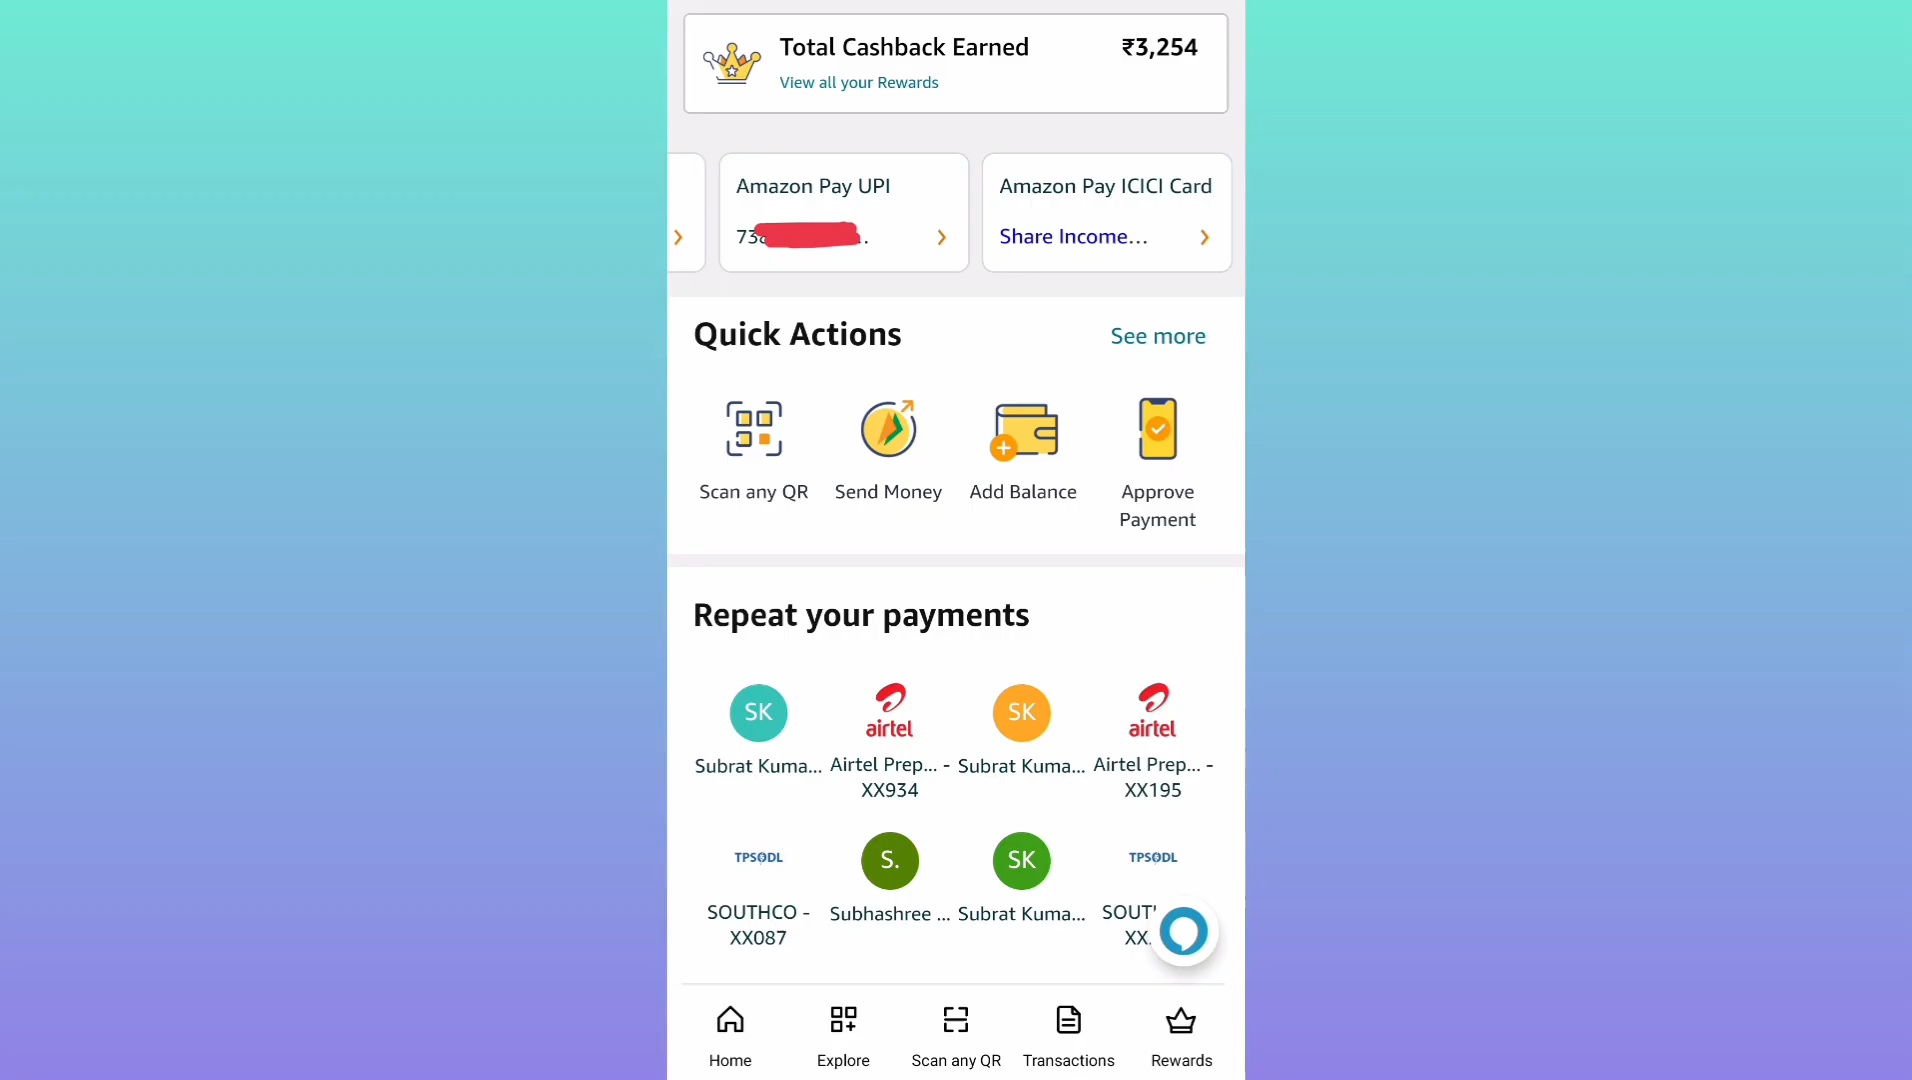 Total Cashback Earned ₹3,254
View all your Rewards
Amazon Pay UPI
Amazon Pay ICICI Card
Share Income...
Quick Actions
See more
Scan any QR
Send Money
Add Balance
Approve
Payment
Repeat your payments
SK
airtel
SK
airtel
Subrat Kuma...
Airtel Prep... -
XX934
Subrat Kuma...
Airtel Prep... -
XX195
TPSODL
S.
SK
TPSODL
SOUTHCO -
XX087
Subhashree ...
Subrat Kuma...
Home
Explore
Scan any QR
Transactions
Rewards